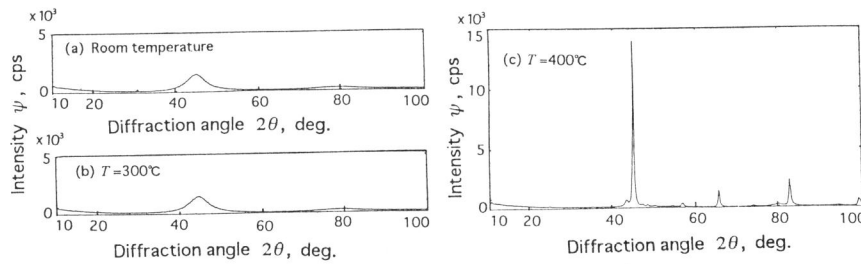 ×10³
5
(a) Room temperature
0
10 20 40 60 80 100
Diffraction angle 2θ, deg.
×10³
5
(b) T=300℃
0
10 20 40 60 80 100
Diffraction angle 2θ, deg.
Intensity ψ, cps
×10³
15
(c) T=400℃
10
5
0
10 20 40 60 80 100
Diffraction angle 2θ, deg.
Intensity ψ, cps